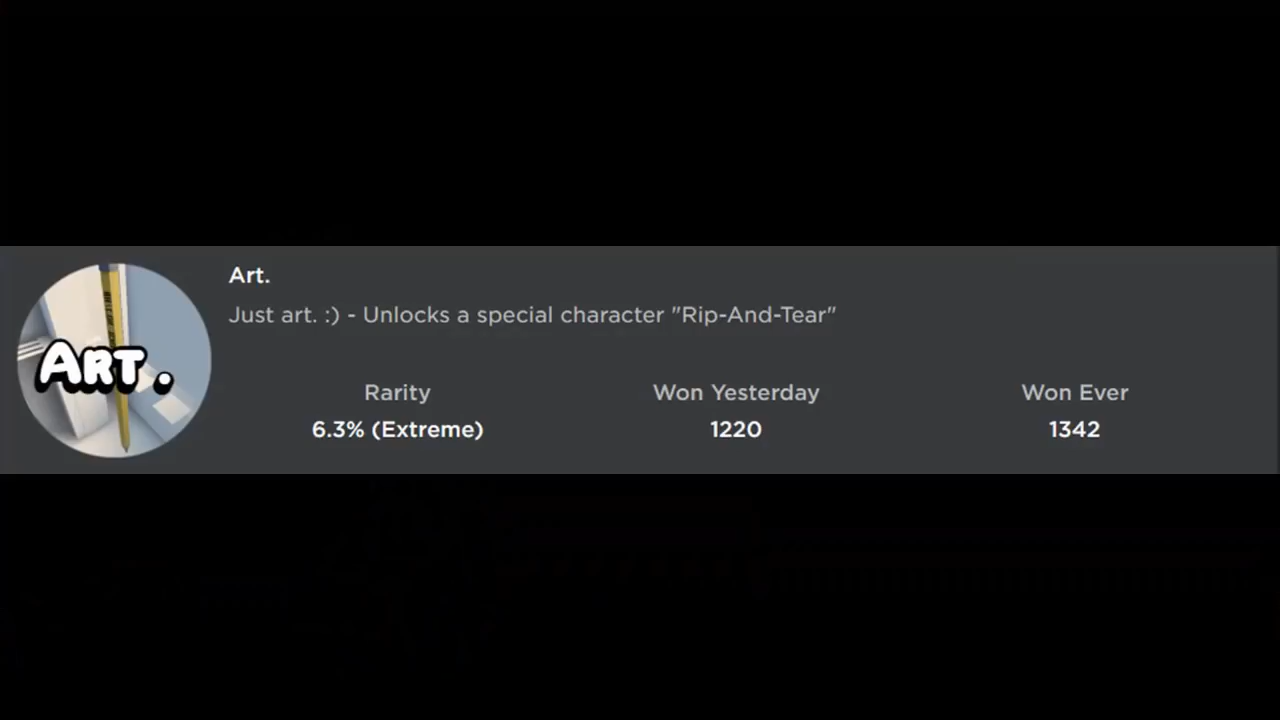 Art.
Just art. :) - Unlocks a special character "Rip-And-Tear"
ART.
Rarity
Won Yesterday
Won Ever
6.3% (Extreme)
1220
1342